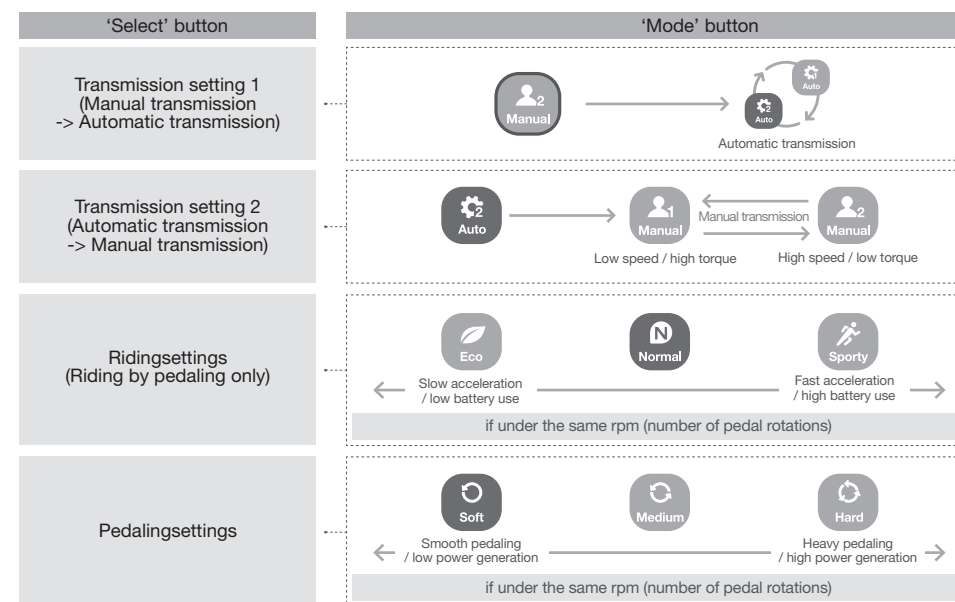 ‘Select’ button
‘Mode’ button
Transmission setting 1
(Manual transmission
-> Automatic transmission)
2
Manual
1
Auto
2
Auto
Automatic transmission
Transmission setting 2
(Automatic transmission
-> Manual transmission)
2
Auto
1
Manual
Manual transmission
2
Manual
Low speed / high torque
High speed / low torque
Ridingsettings
(Riding by pedaling only)
Eco
N
Normal
Sporty
Slow acceleration
/ low battery use
Fast acceleration
/ high battery use
if under the same rpm (number of pedal rotations)
Pedalingsettings
Soft
Medium
Hard
Smooth pedaling
/ low power generation
Heavy pedaling
/ high power generation
if under the same rpm (number of pedal rotations)